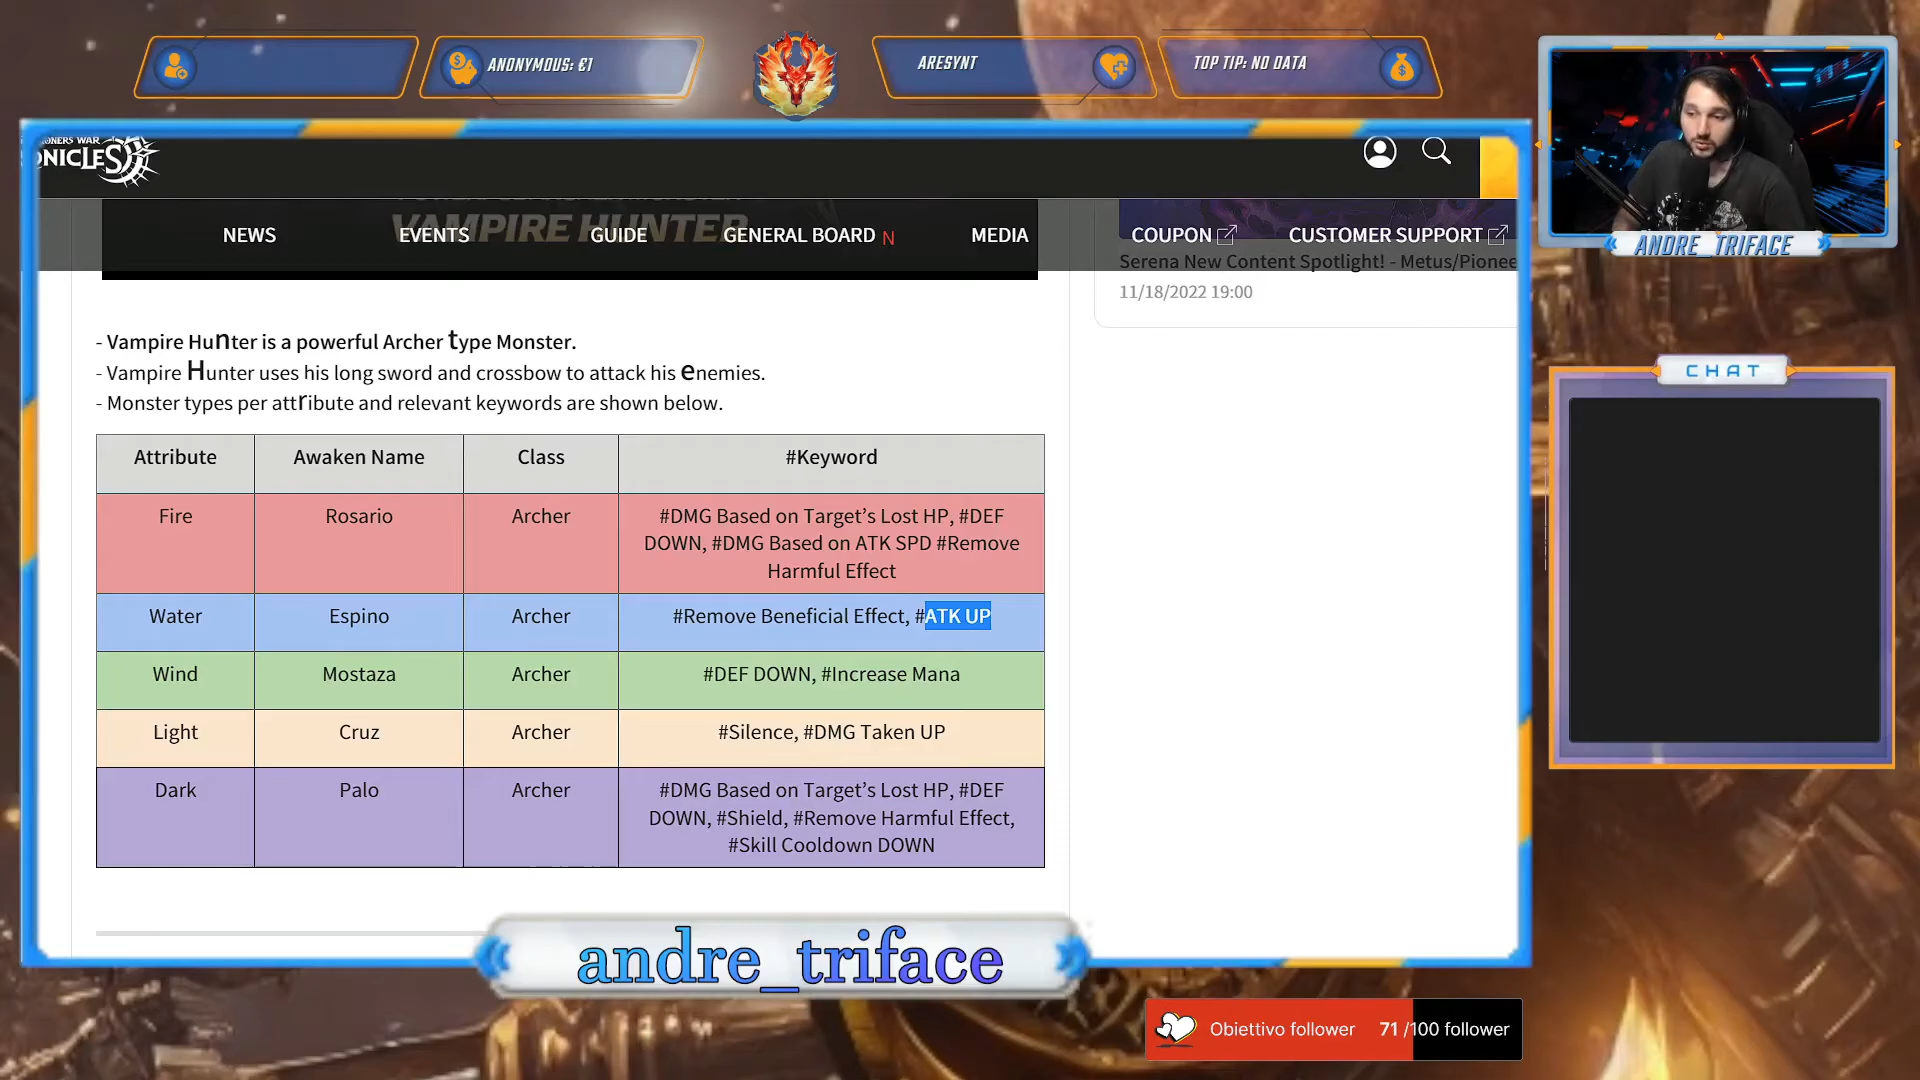 ANONYMOUS: €1
ARESYNT
TOP TIP: NO DATA
ANDRE_TRIFACE
NEWS
EVENTS
GUIDE
GENERAL BOARD N
MEDIA
COUPON
CUSTOMER SUPPORT
VAMPIRE HUNTER
Serena New Content Spotlight! - Metus/Pionee
11/18/2022 19:00
- Vampire Hunter is a powerful Archer type Monster.
- Vampire Hunter uses his long sword and crossbow to attack his enemies.
- Monster types per attribute and relevant keywords are shown below.
Attribute Awaken Name Class #Keyword
Fire Rosario Archer #DMG Based on Target’s Lost HP, #DEF
DOWN, #DMG Based on ATK SPD #Remove
Harmful Effect
Water Espino Archer #Remove Beneficial Effect, #ATK UP
Wind Mostaza Archer #DEF DOWN, #Increase Mana
Light Cruz Archer #Silence, #DMG Taken UP
Dark Palo Archer #DMG Based on Target’s Lost HP, #DEF
DOWN, #Shield, #Remove Harmful Effect,
#Skill Cooldown DOWN
CHAT
andre_triface
Obiettivo follower 71 /100 follower